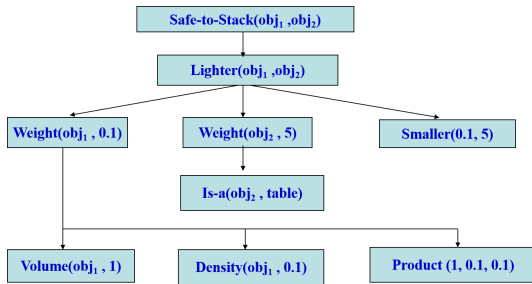 Safe-to-Stack(obj₁ ,obj₂)
Lighter(obj₁ ,obj₂)
Weight(obj₁ , 0.1)
Weight(obj₂ , 5)
Smaller(0.1, 5)
Is-a(obj₂ , table)
Volume(obj₁ , 1)
Density(obj₁ , 0.1)
Product (1, 0.1, 0.1)